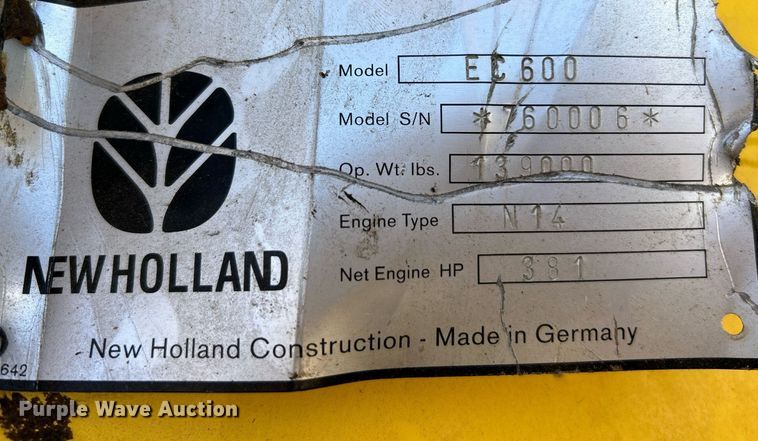 Model EC600
Model S/N *760006*
Op. Wt. lbs. 139000
Engine Type N14
Net Engine HP 381
NEW HOLLAND
New Holland Construction - Made in Germany
642
Purple Wave Auction